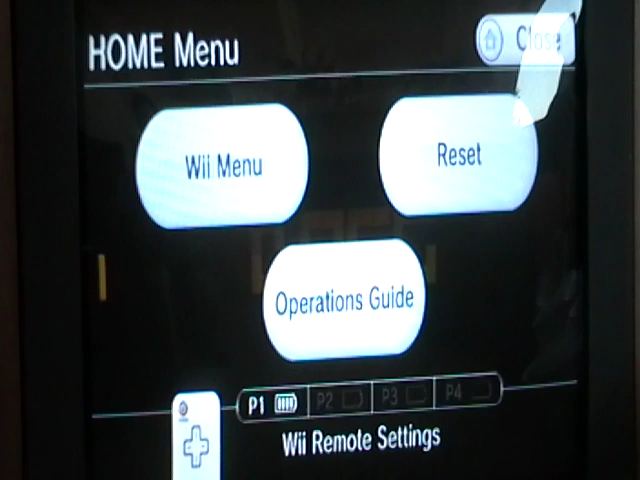 HOME Menu
Close
Wii Menu
Reset
Operations Guide
P1 P2 P3 P4
Wii Remote Settings